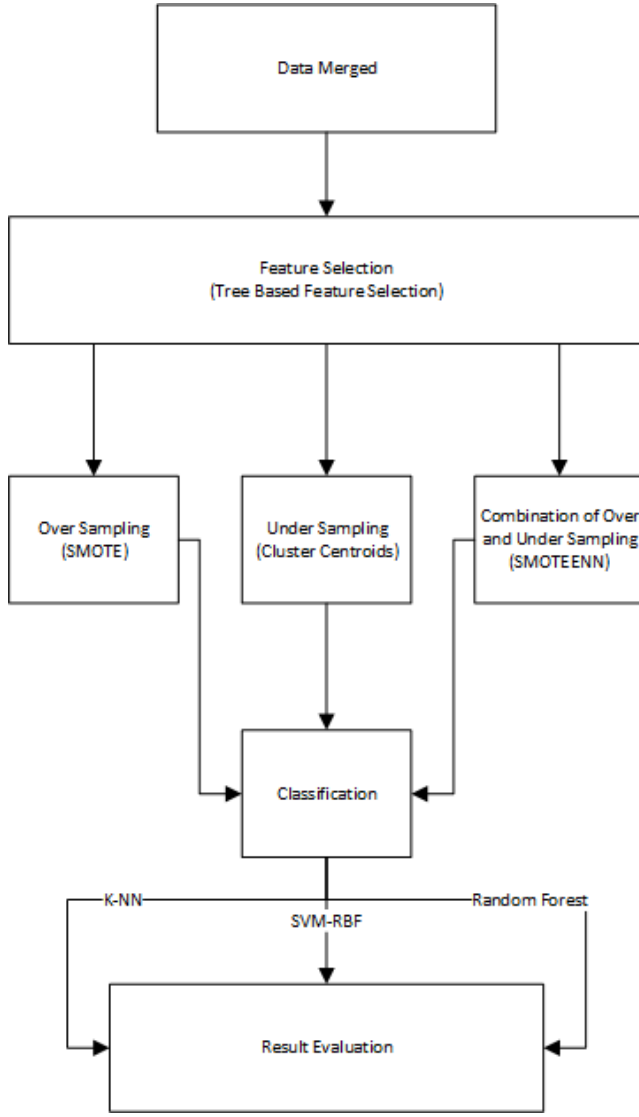 Data Merged
Feature Selection
(Tree Based Feature Selection)
Over Sampling
(SMOTE)
Under Sampling
(Cluster Centroids)
Combination of Over
and Under Sampling
(SMOTEENN)
Classification
K-NN
SVM-RBF
Random Forest
Result Evaluation